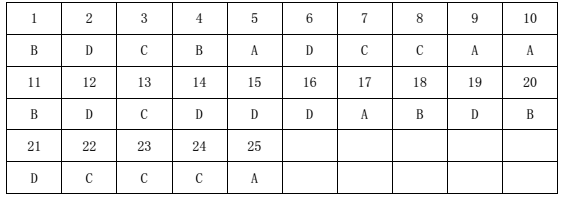 1 2 3 4 5 6 7 8 9 10
B D C B A D C C A A
11 12 13 14 15 16 17 18 19 20
B D C D D D A B D B
21 22 23 24 25
D C C C A